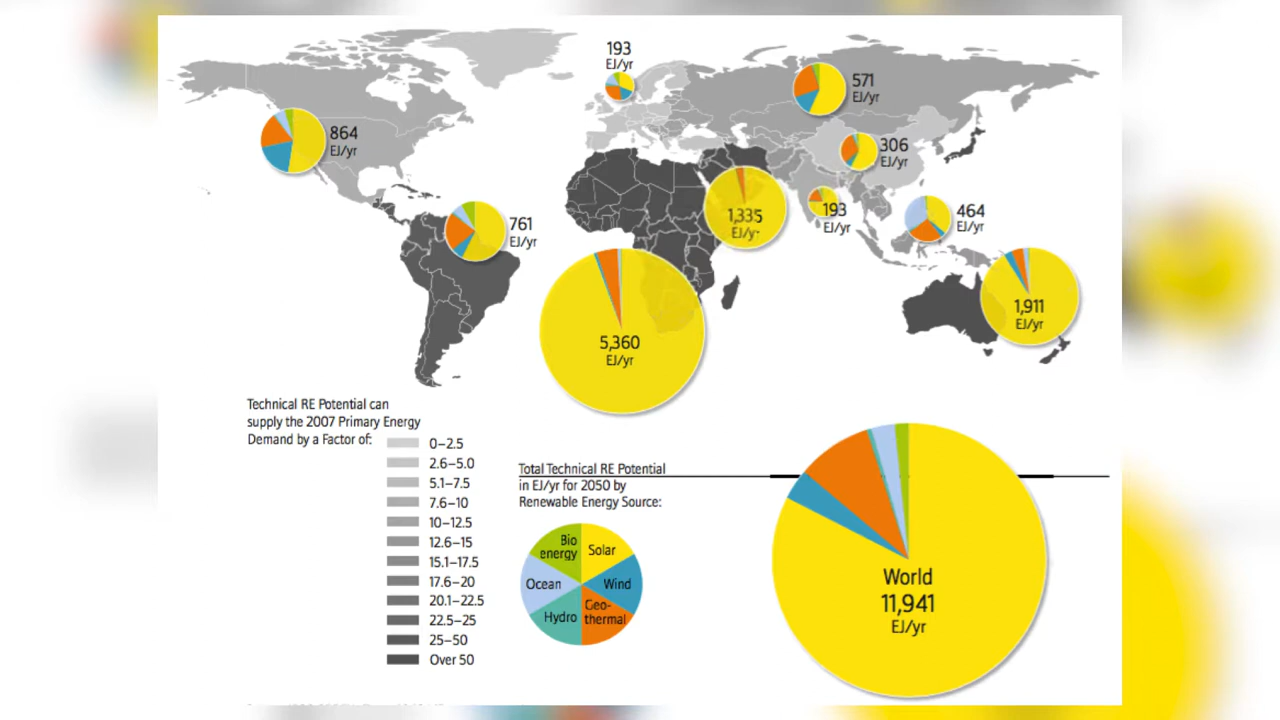 193
EJ/yr
571
EJ/yr
864
EJ/yr
306
EJ/yr
761
EJ/yr
1,335
EJ/yr
193
EJ/yr
464
EJ/yr
1,911
EJ/yr
5,360
EJ/yr
Technical RE Potential can
supply the 2007 Primary Energy
Demand by a Factor of:
0–2.5
2.6–5.0
5.1–7.5
7.6–10
10–12.5
12.6–15
15.1–17.5
17.6–20
20.1–22.5
22.5–25
25–50
Over 50
Total Technical RE Potential
in EJ/yr for 2050 by
Renewable Energy Source:
Bio
energy
Solar
Ocean
Wind
Hydro
Geo-
thermal
World
11,941
EJ/yr